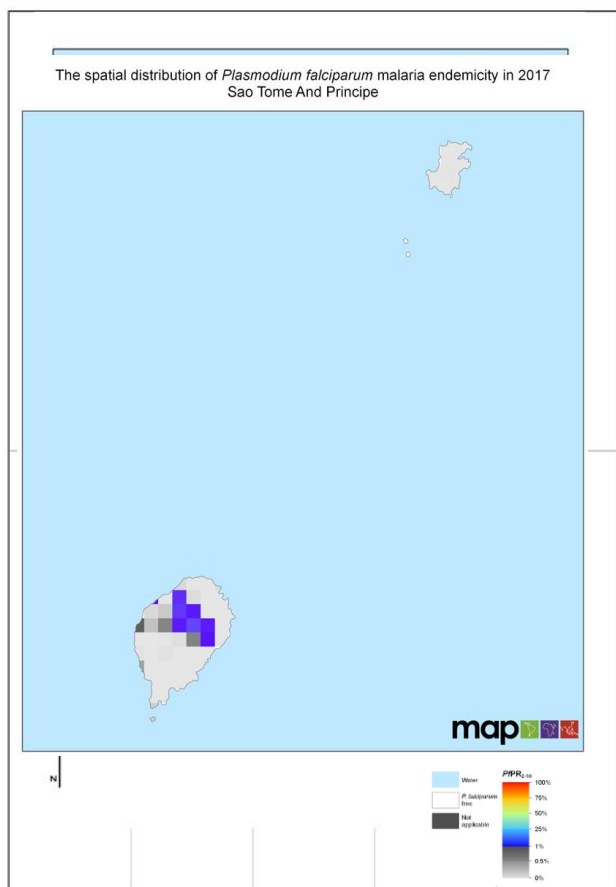 The spatial distribution of Plasmodium falciparum malaria endemicity in 2017
Sao Tome And Principe
map
N
Water
P. falciparum
free
Not
applicable
PfPR2-10
100%
75%
50%
25%
1%
0.5%
0%